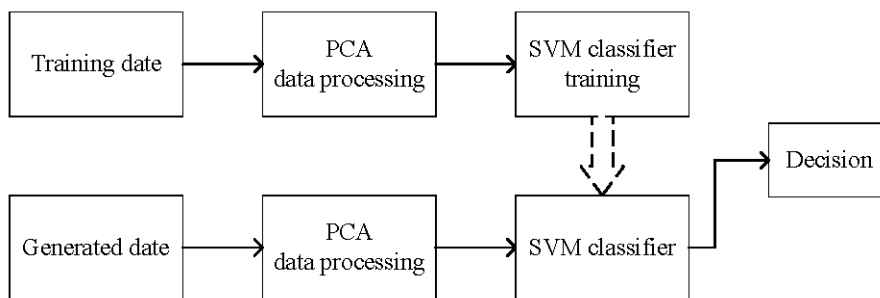 Training date
PCA
data processing
SVM classifier
training
Decision
Generated date
PCA
data processing
SVM classifier